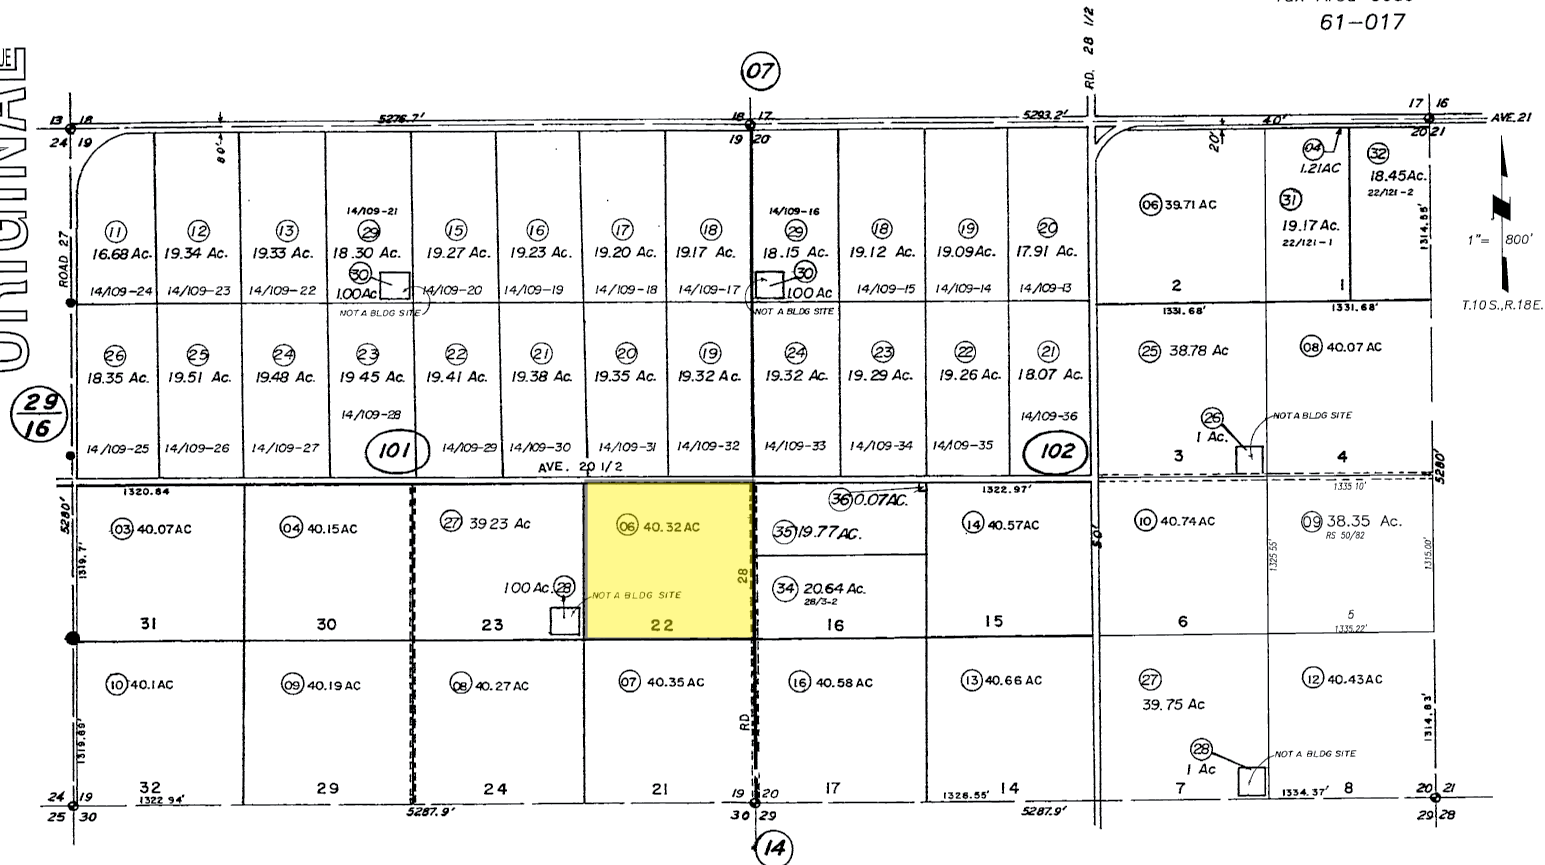 61-017
RD. 28 1/2
07
13 18
5276.7'
18 17
5293.2'
17 16
AVE. 21
24 19
80'
19 20
20'
40'
20 21
ORIGINAL
ROAD 27
04
1.21AC
32
18.45Ac.
22/121-2
06 39.71 AC
31
19.17Ac.
22/121-1
1314.65'
1"= 800'
T.10 S.,R.18E.
14/109-21
14/109-16
11 12 13 29 15 16 17 18 29 18 19 20
16.68 Ac. 19.34 Ac. 19.33 Ac. 18.30 Ac. 19.27 Ac. 19.23 Ac. 19.20 Ac. 19.17 Ac. 18.15 Ac. 19.12 Ac. 19.09Ac. 17.91 Ac.
30
1.00 Ac
30
1.00 Ac
14/109-24 14/109-23 14/109-22 14/109-20 14/109-19 14/109-18 14/109-17 14/109-15 14/109-14 14/109-13
2 1
NOT A BLDG SITE
NOT A BLDG SITE
1331.68' 1331.68'
26 25 24 23 22 21 20 19 24 23 22 21
18.35 Ac. 19.51 Ac. 19.48 Ac. 19.45 Ac. 19.41 Ac. 19.38 Ac. 19.35 Ac. 19.32 Ac. 19.32 Ac. 19.29 Ac. 19.26 Ac. 18.07 Ac.
25 38.78 Ac
08 40.07 AC
29
16
14/109-28
14/109-36
26
1 Ac.
NOT A BLDG SITE
14/109-25 14/109-26 14/109-27 101 14/109-29 14/109-30 14/109-31 14/109-32 14/109-33 14/109-34 14/109-35 102
3 4
AVE. 20 1/2
5280'
5280'
1320.64
36 0.07AC.
1322.97'
1335.10'
03 40.07AC
04 40.15AC
27 39.23 Ac
06 40.32AC
35 19.77AC.
14 40.57AC
10 40.74AC
09 38.35 Ac.
RS 50/82
50'
1319.7'
1325.55'
1315.00'
1.00 Ac. 28
NOT A BLDG SITE
28
34 20.64 Ac.
28/3-2
31 30 23 22 16 15 6 5
1335.22'
10 40.1AC
09 40.19AC
08 40.27AC
07 40.35AC
16 40.58AC
13 40.66 AC
27
39.75 Ac
12 40.43AC
1319.69'
RD
1314.83'
28
1 Ac
NOT A BLDG SITE
32 29 24 21 17 14 7 8
24 19
1322.94'
19 20
1326.55'
1334.37'
20 21
25 30
5287.9'
30 29
5287.9'
29 28
14